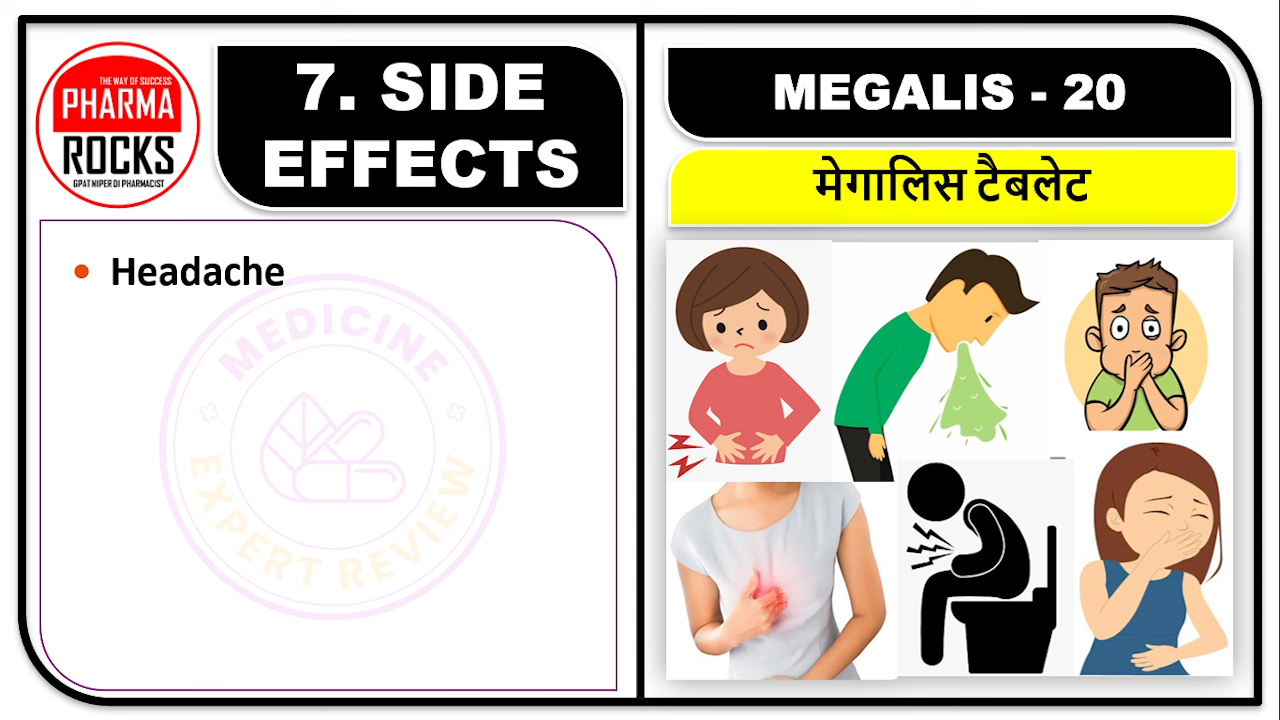 THE WAY OF SUCCESS
PHARMA
ROCKS
GPAT NIPER DI PHARMACIST
7. SIDE
EFFECTS
• Headache
MEDICINE
EXPERT REVIEW
MEGALIS - 20
मेगालिस टैबलेट